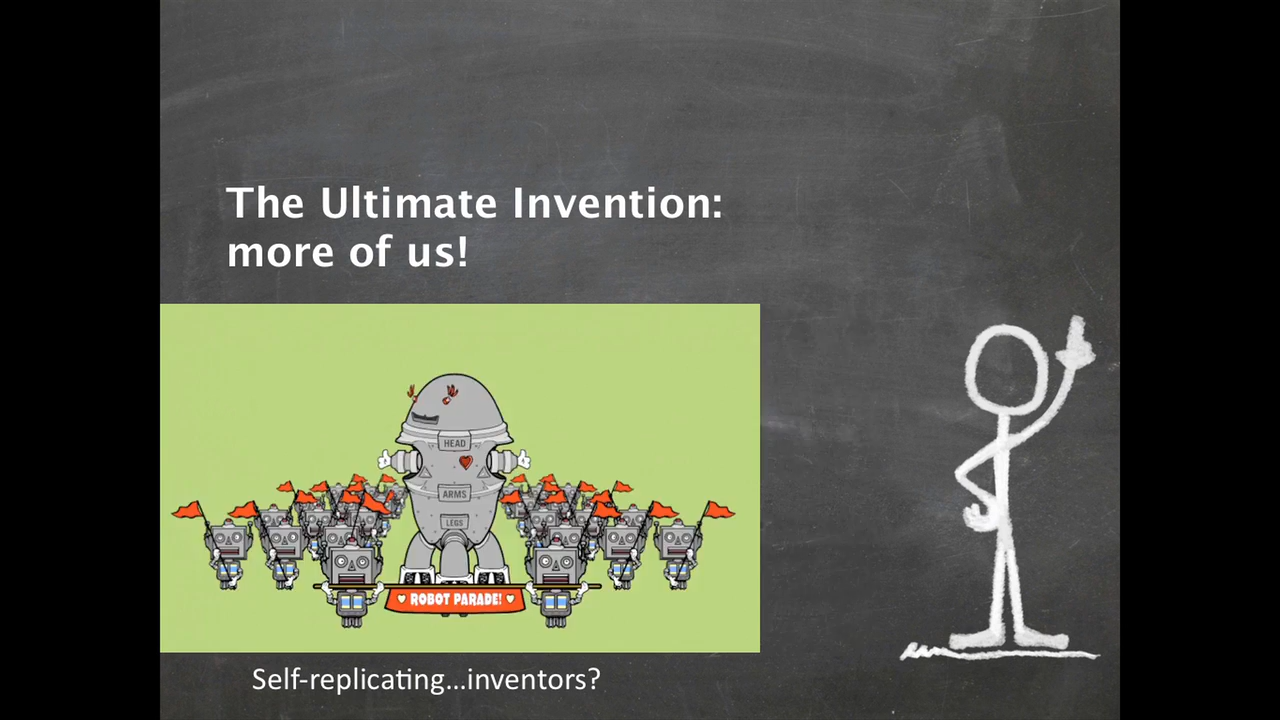 The Ultimate Invention:
more of us!
HEAD
ARMS
LEGS
ROBOT PARADE!
Self-replicating...inventors?